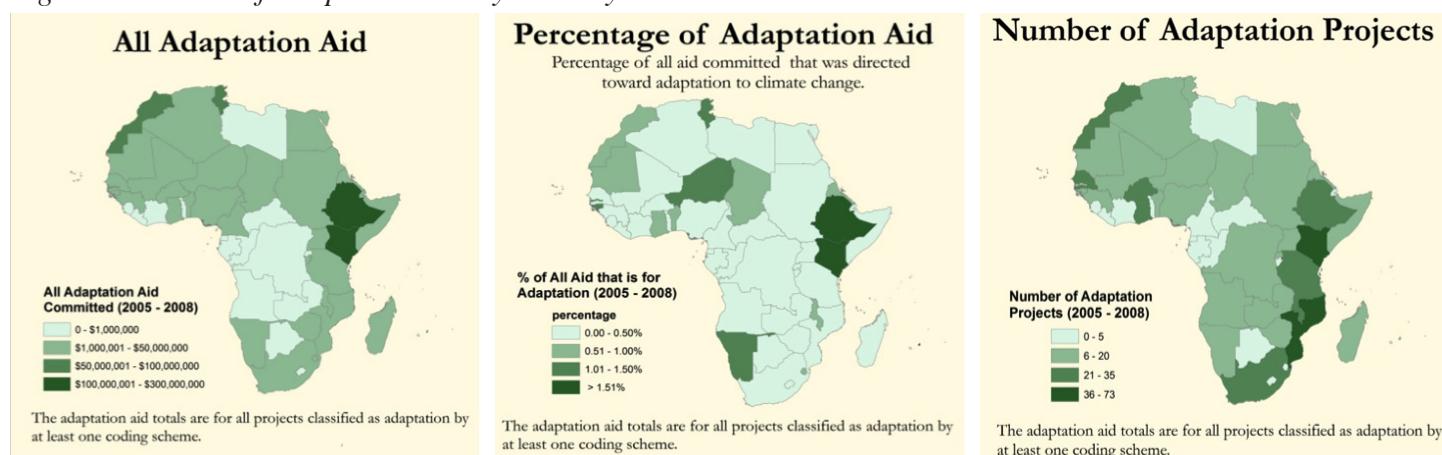 All Adaptation Aid
All Adaptation Aid
Committed (2005 - 2008)
0 - $1,000,000
$1,000,001 - $50,000,000
$50,000,001 - $100,000,000
$100,000,001 - $300,000,000
The adaptation aid totals are for all projects classified as adaptation by
at least one coding scheme.
Percentage of Adaptation Aid
Percentage of all aid committed that was directed
toward adaptation to climate change.
% of All Aid that is for
Adaptation (2005 - 2008)
percentage
0.00 - 0.50%
0.51 - 1.00%
1.01 - 1.50%
> 1.51%
The adaptation aid totals are for all projects classified as adaptation by
at least one coding scheme.
Number of Adaptation Projects
Number of Adaptation
Projects (2005 - 2008)
0 - 5
6 - 20
21 - 35
36 - 73
The adaptation aid totals are for all projects classified as adaptation by
at least one coding scheme.